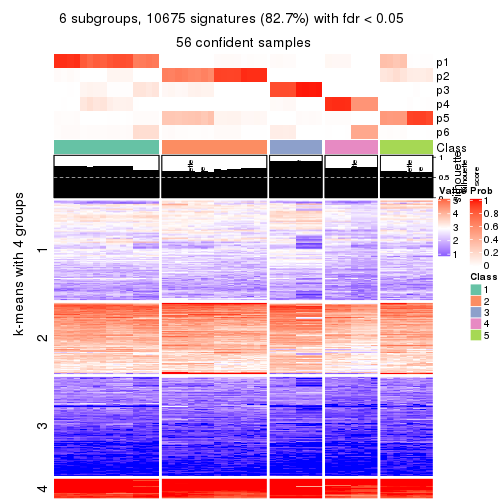 6 subgroups, 10675 signatures (82.7%) with fdr < 0.05
56 confident samples
p1
p2
p3
p4
p5
p6
Class
1
0.5
0
Silhouette
score
k-means with 4 groups
1
2
3
4
Value
5
4
3
2
1
Prob
1
0.8
0.6
0.4
0.2
0
Class
1
2
3
4
5